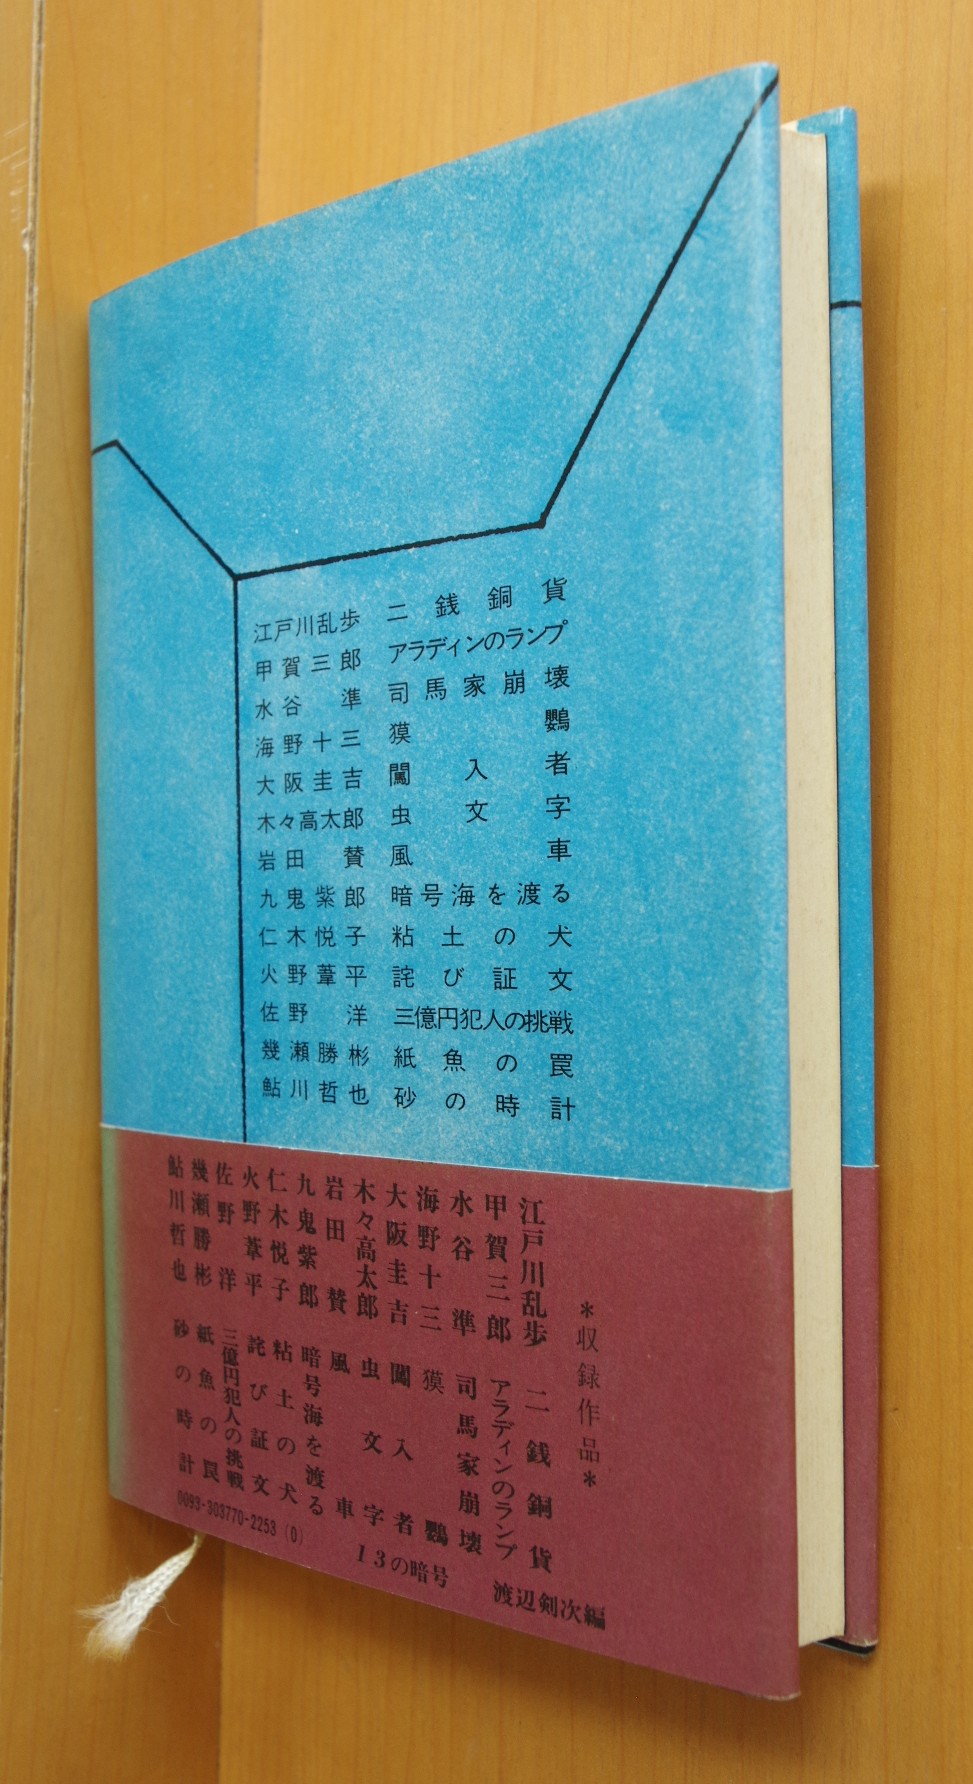 江戸川乱歩 二銭銅貨
甲賀三郎 アラディンのランプ
水谷準 司馬家崩壊
海野十三 獏鸚
大阪圭吉 闖入者
木々高太郎 虫文字
岩田賛 風車
九鬼紫郎 暗号海を渡る
仁木悦子 粘土の犬
火野葦平 詫び証文
佐野洋 三億円犯人の挑戦
幾瀬勝彬 紙魚の罠
鮎川哲也 砂の時計
*収録作品*
江戸川乱歩 二銭銅貨
甲賀三郎 アラディンのランプ
水谷準 司馬家崩壊
海野十三 獏鸚
大阪圭吉 闖入者
木々高太郎 虫文字
岩田賛 風車
九鬼紫郎 暗号海を渡る
仁木悦子 粘土の犬
火野葦平 詫び証文
佐野洋 三億円犯人の挑戦
幾瀬勝彬 紙魚の罠
鮎川哲也 砂の時計
0093-303770-2253 (0)
13の暗号 渡辺剣次編